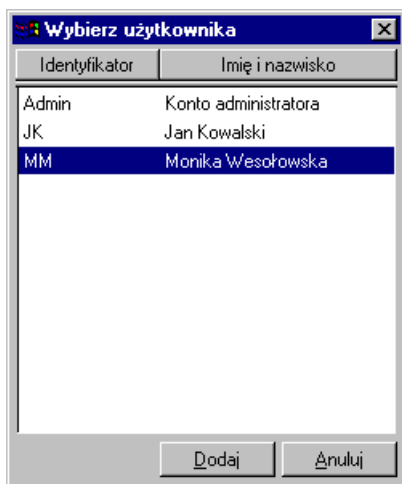 Wybierz użytkownika
Identyfikator Imię i nazwisko
Admin Konto administratora
JK Jan Kowalski
MM Monika Wesołowska
Dodaj Anuluj